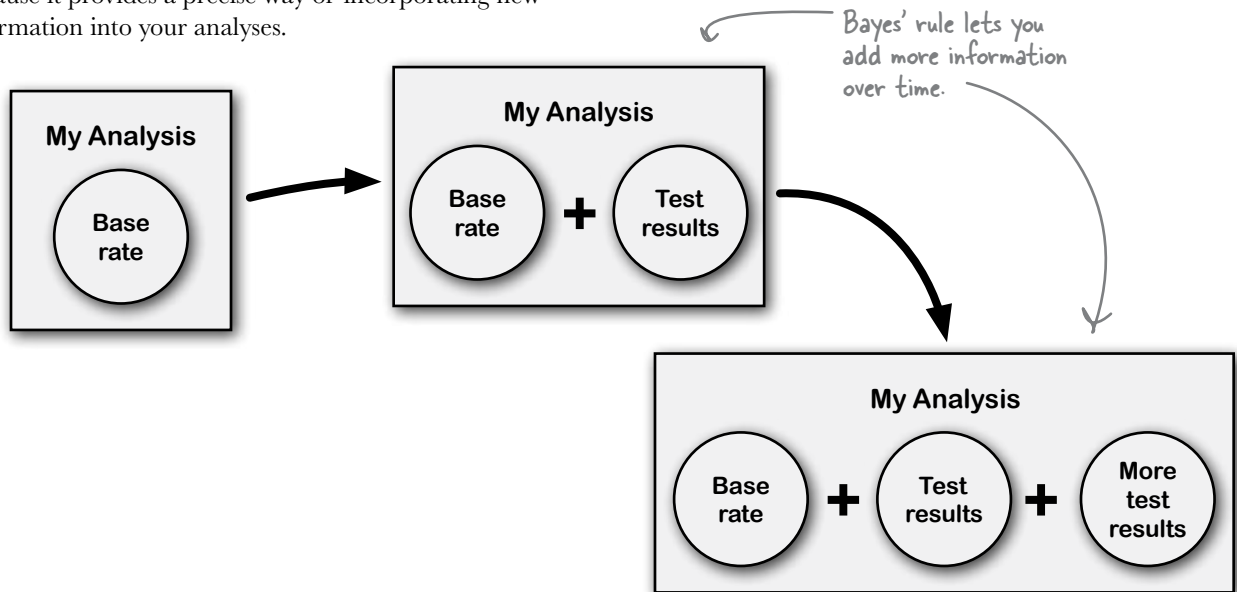 it provides a precise way of incorporating new
into your analyses.
Bayes' rule lets you
add more information
over time.
My Analysis
Base
rate
My Analysis
Base
rate
+
Test
results
My Analysis
Base
rate
+
Test
results
+
More
test
results